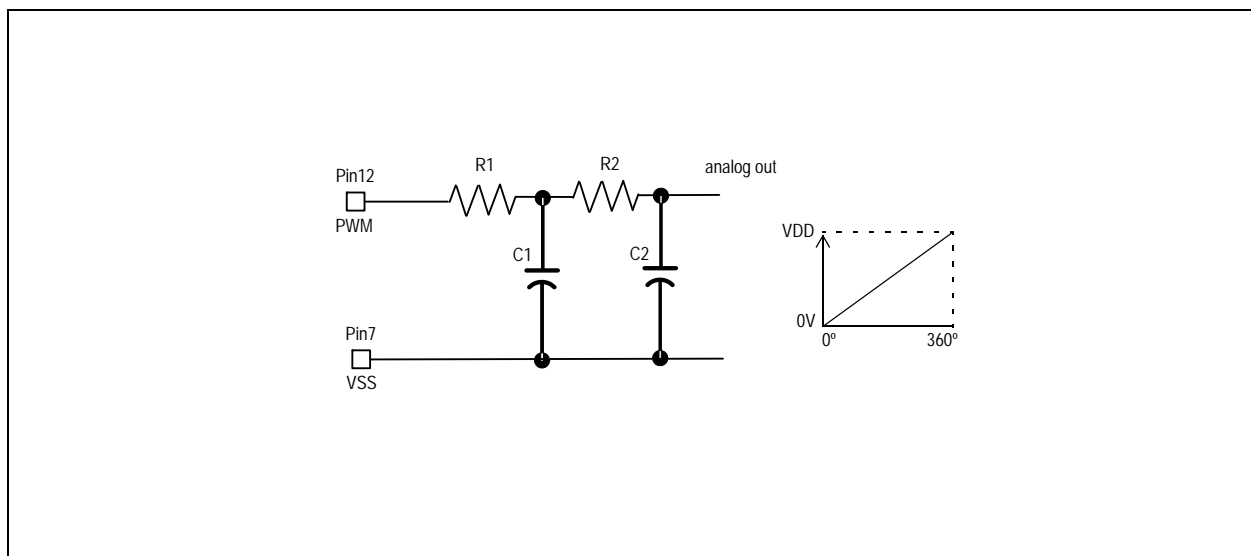 R1
R2
analog out
Pin12
PWM
C1
C2
VDD
0V
0º
360º
Pin7
VSS